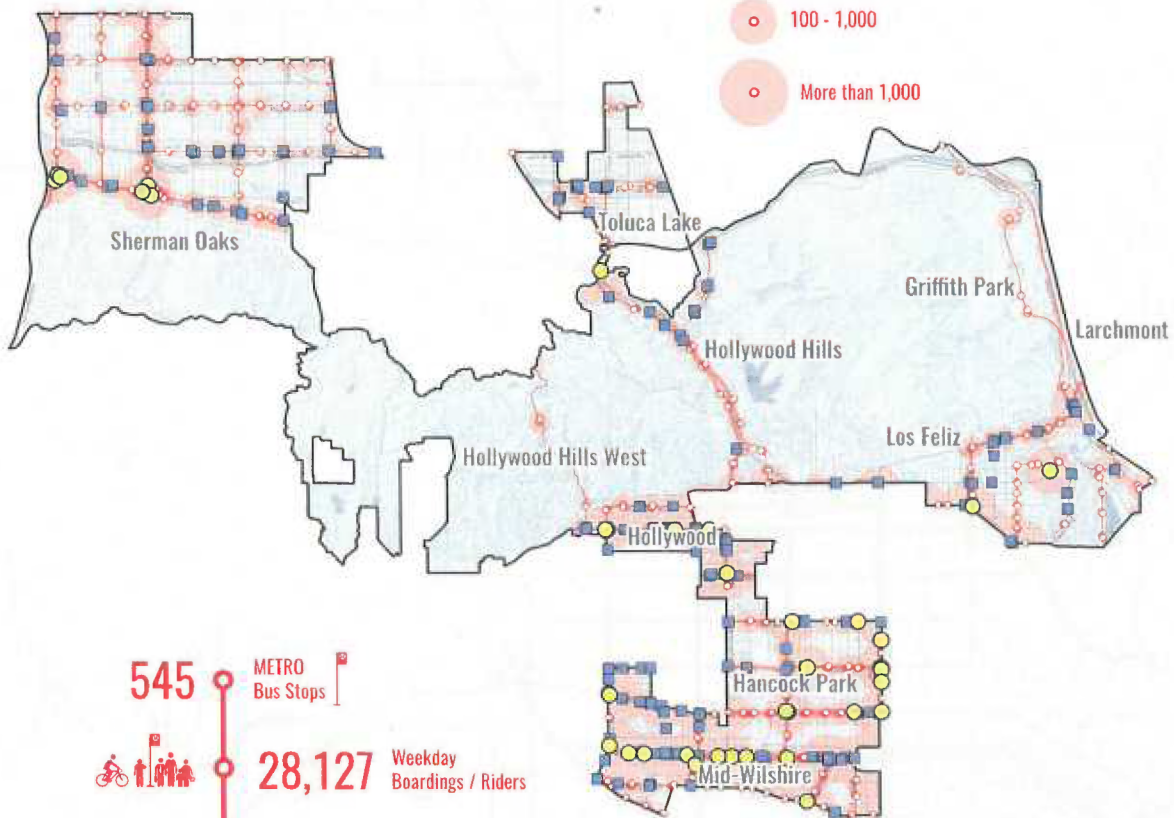 100 - 1,000
More than 1,000
Sherman Oaks
Toluca Lake
Griffith Park
Larchmont
Hollywood Hills
Los Feliz
Hollywood Hills West
Hollywood
Hancock Park
Mid-Wilshire
545 METRO
Bus Stops
28,127 Weekday
Boardings / Riders